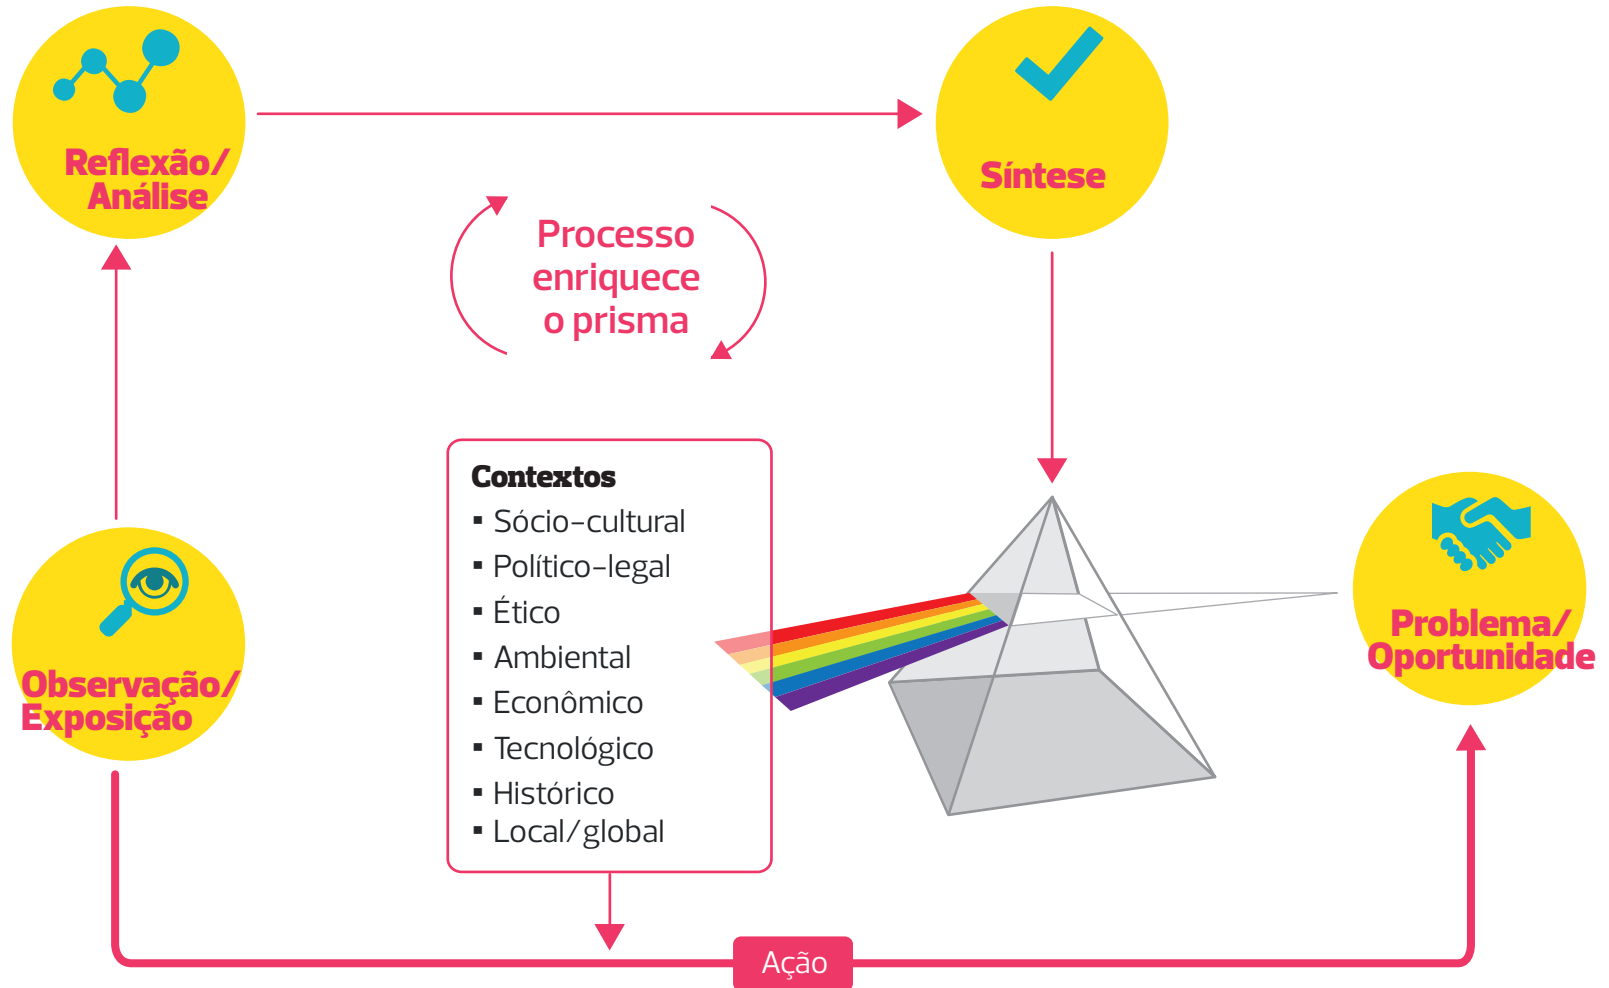 Reflexão/
Análise
Síntese
Processo
enriquece
o prisma
Contextos
▪ Sócio-cultural
▪ Político-legal
▪ Ético
▪ Ambiental
▪ Econômico
▪ Tecnológico
▪ Histórico
▪ Local/global
Observação/
Exposição
Problema/
Oportunidade
Ação